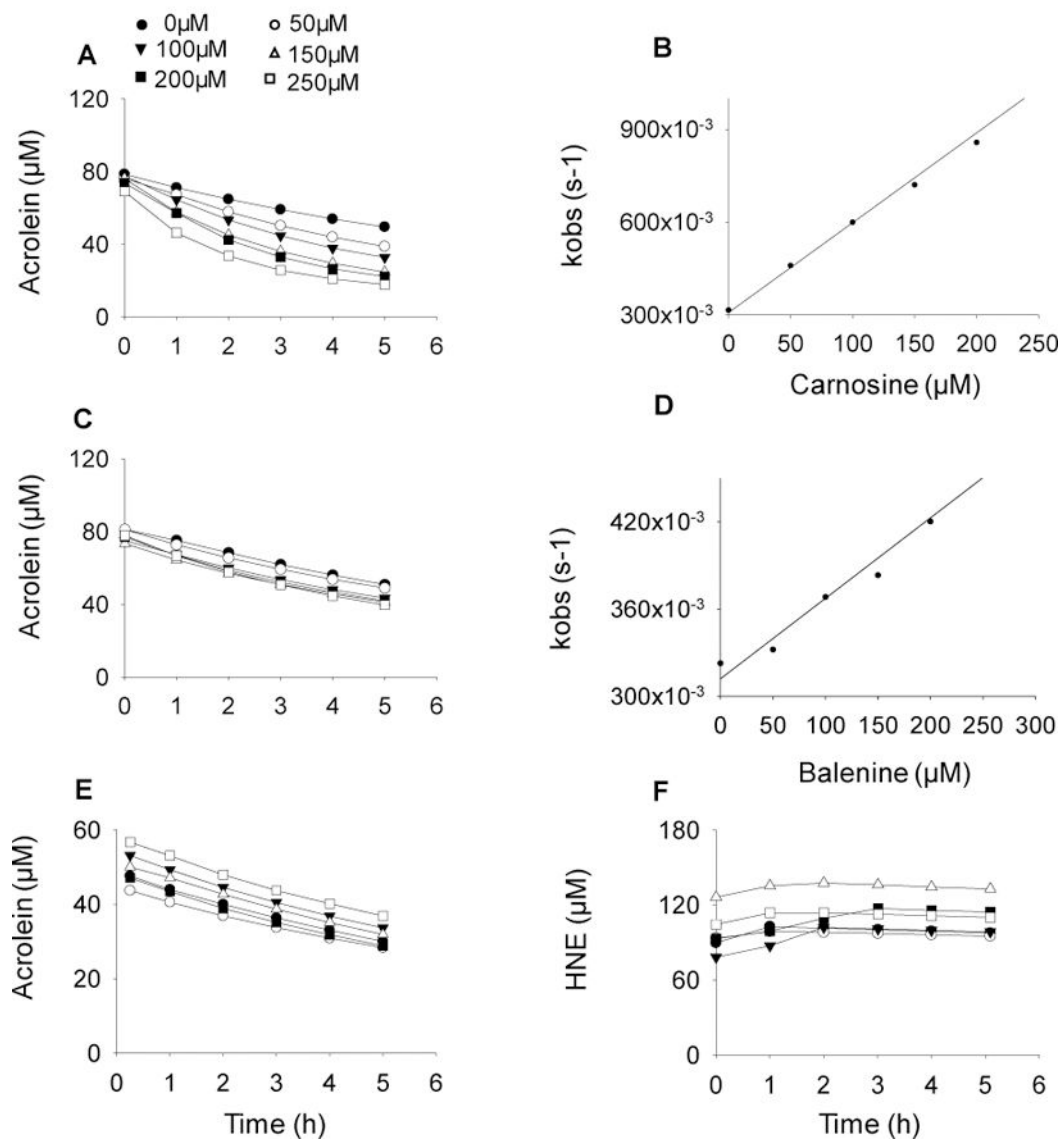 0µM 50µM
100µM 150µM
200µM 250µM
A
Acrolein (µM)
120
80
40
0
0 1 2 3 4 5 6
B
kobs (s-1)
900x10-3
600x10-3
300x10-3
0 50 100 150 200 250
Carnosine (µM)
C
Acrolein (µM)
120
80
40
0
0 1 2 3 4 5 6
D
kobs (s-1)
420x10-3
360x10-3
300x10-3
0 50 100 150 200 250 300
Balenine (µM)
E
Acrolein (µM)
60
40
20
0
0 1 2 3 4 5 6
Time (h)
F
HNE (µM)
180
120
60
0
0 1 2 3 4 5 6
Time (h)